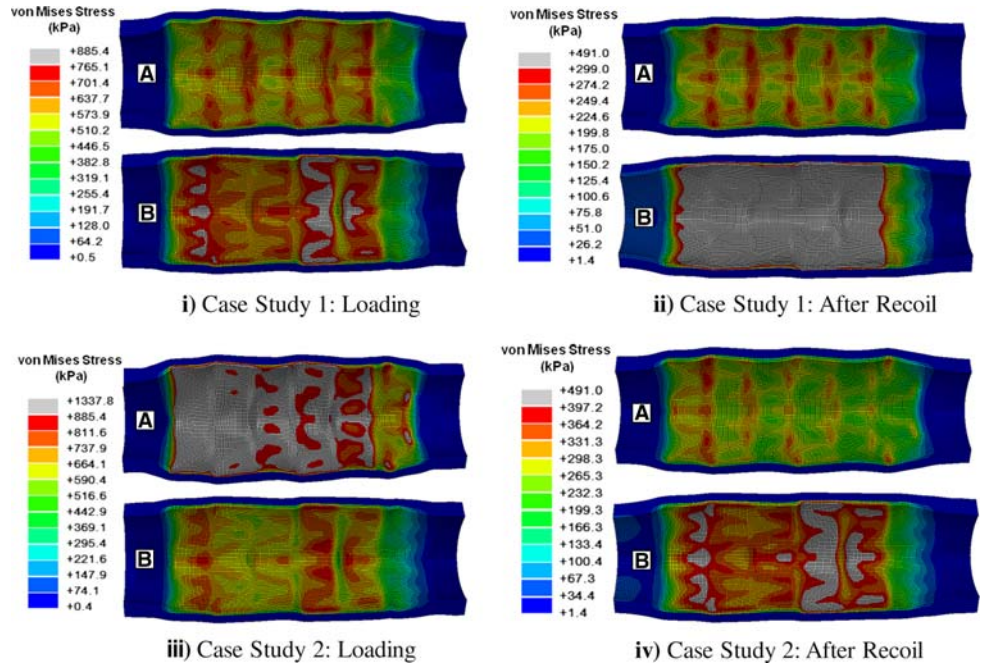 von Mises Stress
(kPa)
+885.4
+765.1
+701.4
+637.7
+573.9
+510.2
+446.5
+382.8
+319.1
+255.4
+191.7
+128.0
+64.2
+0.5
A
B
i) Case Study 1: Loading
von Mises Stress
(kPa)
+491.0
+299.0
+274.2
+249.4
+224.6
+199.8
+175.0
+150.2
+125.4
+100.6
+75.8
+51.0
+26.2
+1.4
A
B
ii) Case Study 1: After Recoil
von Mises Stress
(kPa)
+1337.8
+885.4
+811.6
+737.9
+664.1
+590.4
+516.6
+442.9
+369.1
+295.4
+221.6
+147.9
+74.1
+0.4
A
B
iii) Case Study 2: Loading
von Mises Stress
(kPa)
+491.0
+397.2
+364.2
+331.3
+298.3
+265.3
+232.3
+199.3
+166.3
+133.4
+100.4
+67.3
+34.4
+1.4
A
B
iv) Case Study 2: After Recoil